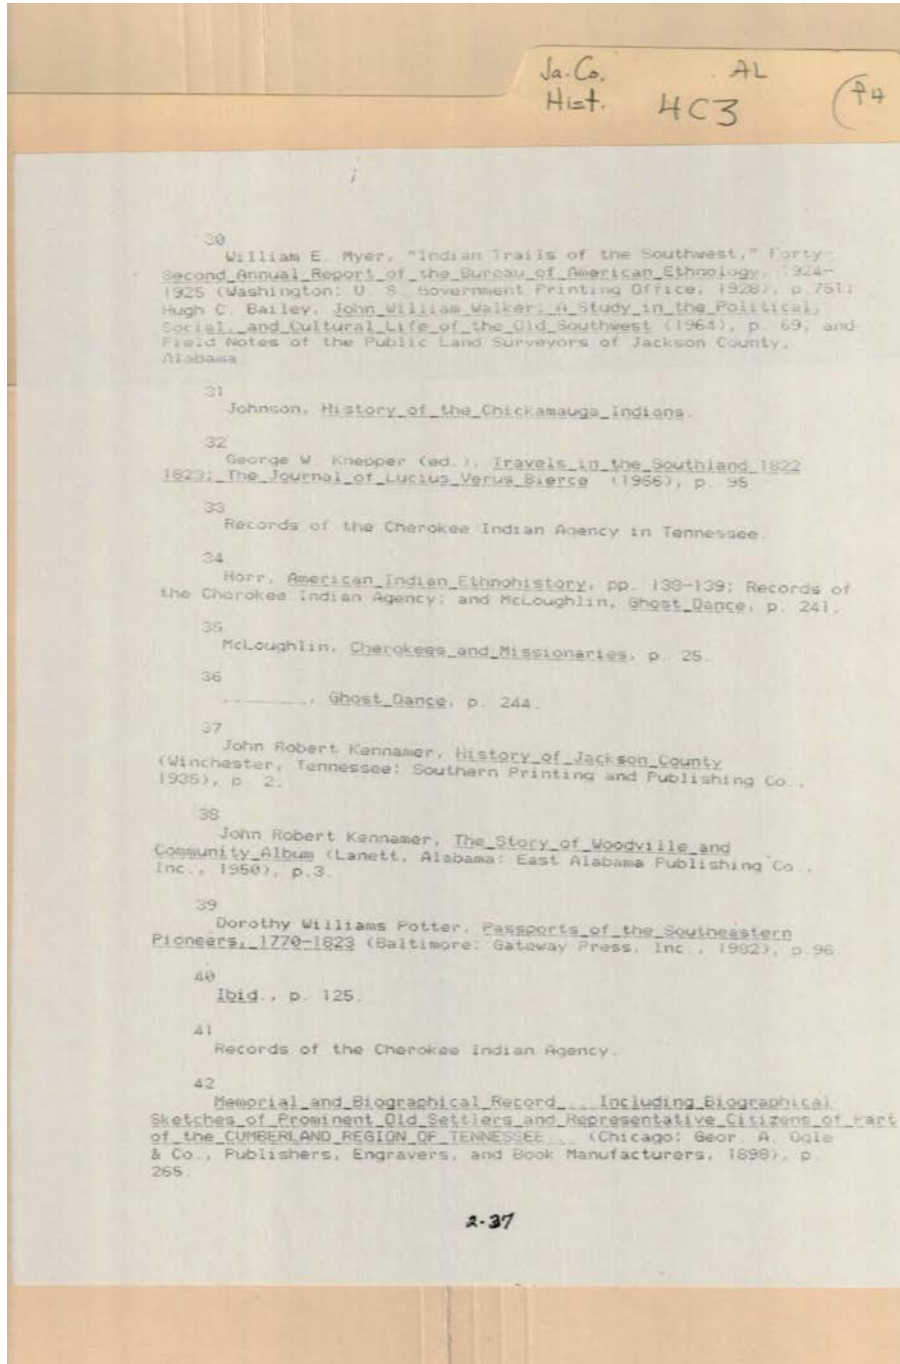 Ja. Co. AL
Hist. 4C3 P4
30
William E. Myer, "Indian Trails of the Southwest," Forty-
Second Annual Report of the Bureau of American Ethnology, 1924-
1925 (Washington: U. S. Government Printing Office, 1928), p.751;
Hugh C. Bailey, John William Walker: A Study in the Political,
Social, and Cultural Life of the Old Southwest (1964), p. 69; and
Field Notes of the Public Land Surveyors of Jackson County,
Alabama
31
Johnson, History of the Chickamauga Indians.
32
George W. Knepper (ed.), Travels in the Southland 1822
1823: The Journal of Lucius Verus Bierce (1966), p. 95
33
Records of the Cherokee Indian Agency in Tennessee.
34
Horr, American Indian Ethnohistory, pp. 138-139; Records of
the Cherokee Indian Agency; and McLoughlin, Ghost Dance, p. 241.
35
McLoughlin, Cherokees and Missionaries, p. 25.
36
________, Ghost Dance, p. 244.
37
John Robert Kennamer, History of Jackson County
(Winchester, Tennessee: Southern Printing and Publishing Co.,
1935), p. 2.
38
John Robert Kennamer, The Story of Woodville and
Community Album (Lanett, Alabama: East Alabama Publishing Co.,
Inc., 1950), p.3.
39
Dorothy Williams Potter, Passports of the Southeastern
Pioneers, 1770-1823 (Baltimore: Gateway Press, Inc., 1982), p.96
40
Ibid., p. 125.
41
Records of the Cherokee Indian Agency.
42
Memorial and Biographical Record... Including Biographical
Sketches of Prominent Old Settlers and Representative Citizens of Part
of the CUMBERLAND REGION OF TENNESSEE... (Chicago: Geor. A. Ogle
& Co., Publishers, Engravers, and Book Manufacturers, 1898), p.
265.
2-37